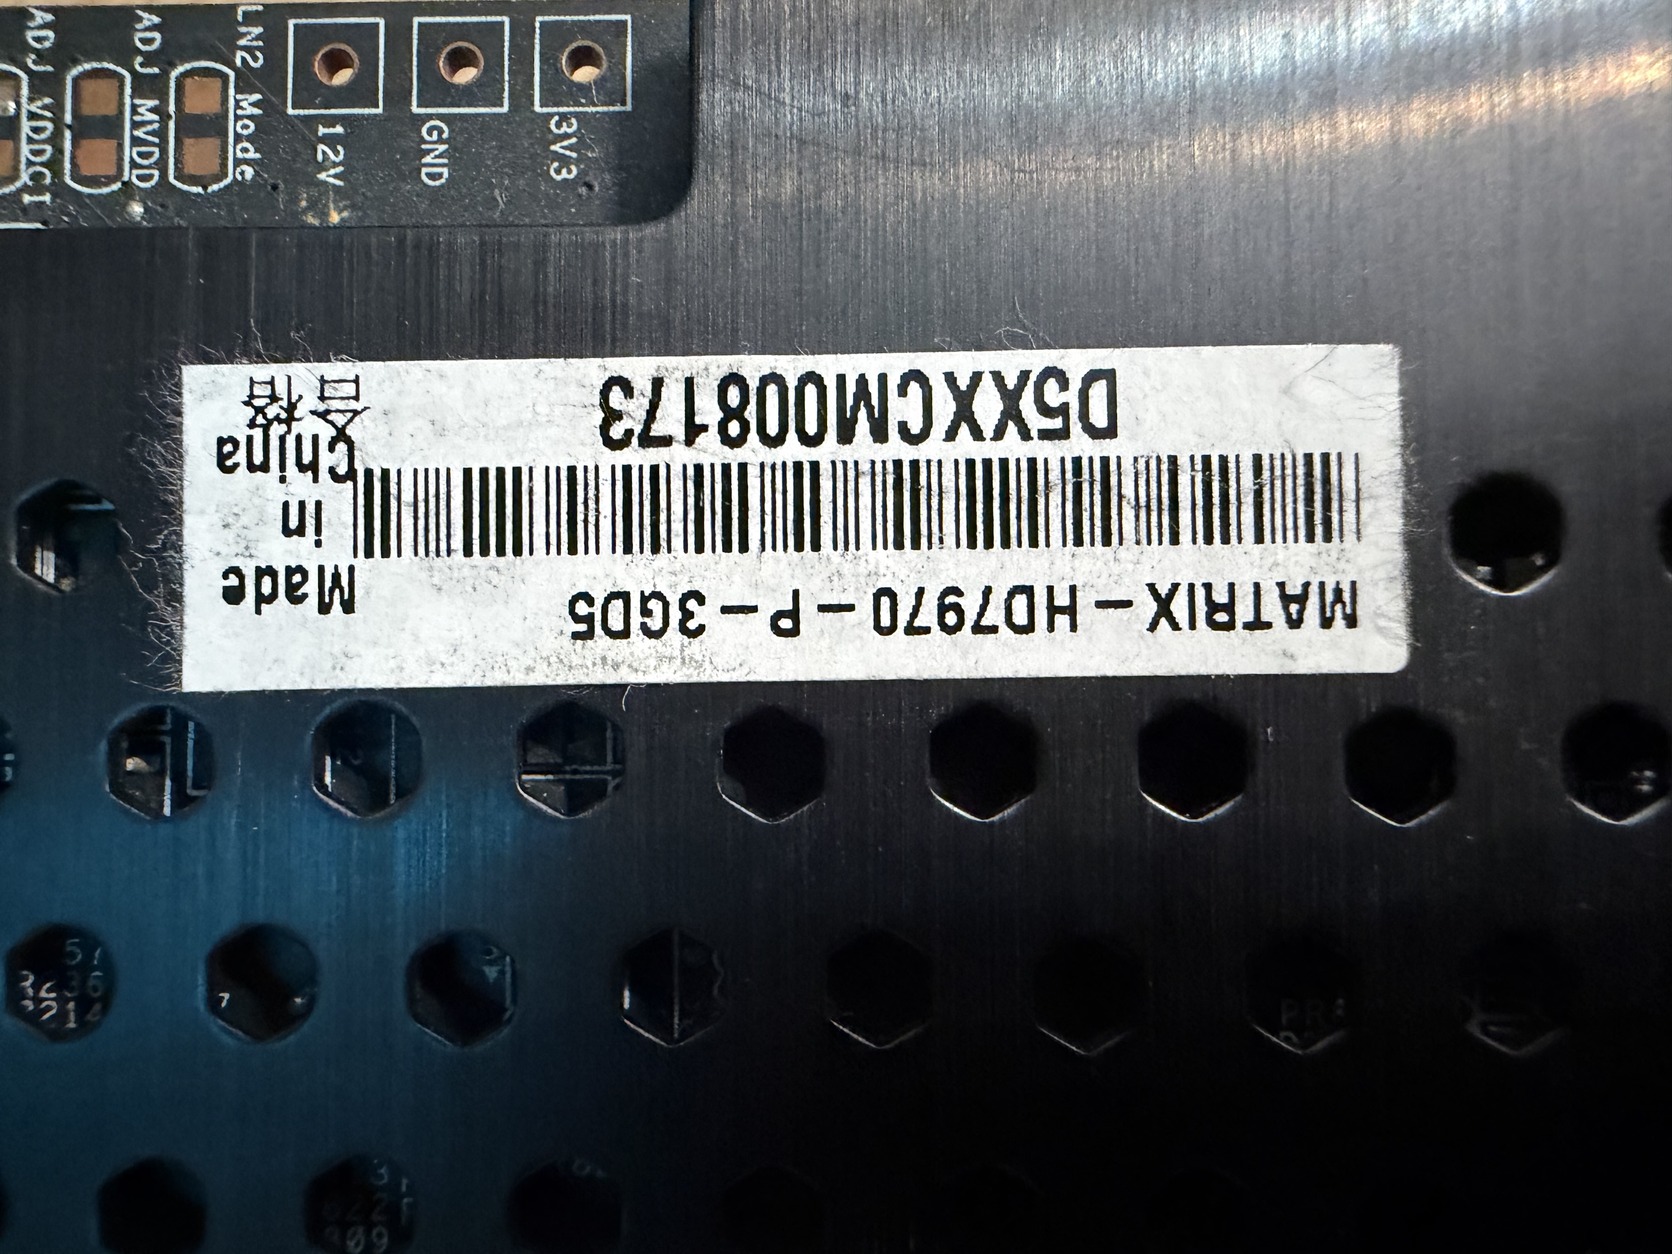 ADJ VDDCI
ADJ MVDD
LN2 Mode
12V
GND
3V3
MATRIX-HD7970-P-3GD5
D5XXCM008173
Made
in
China